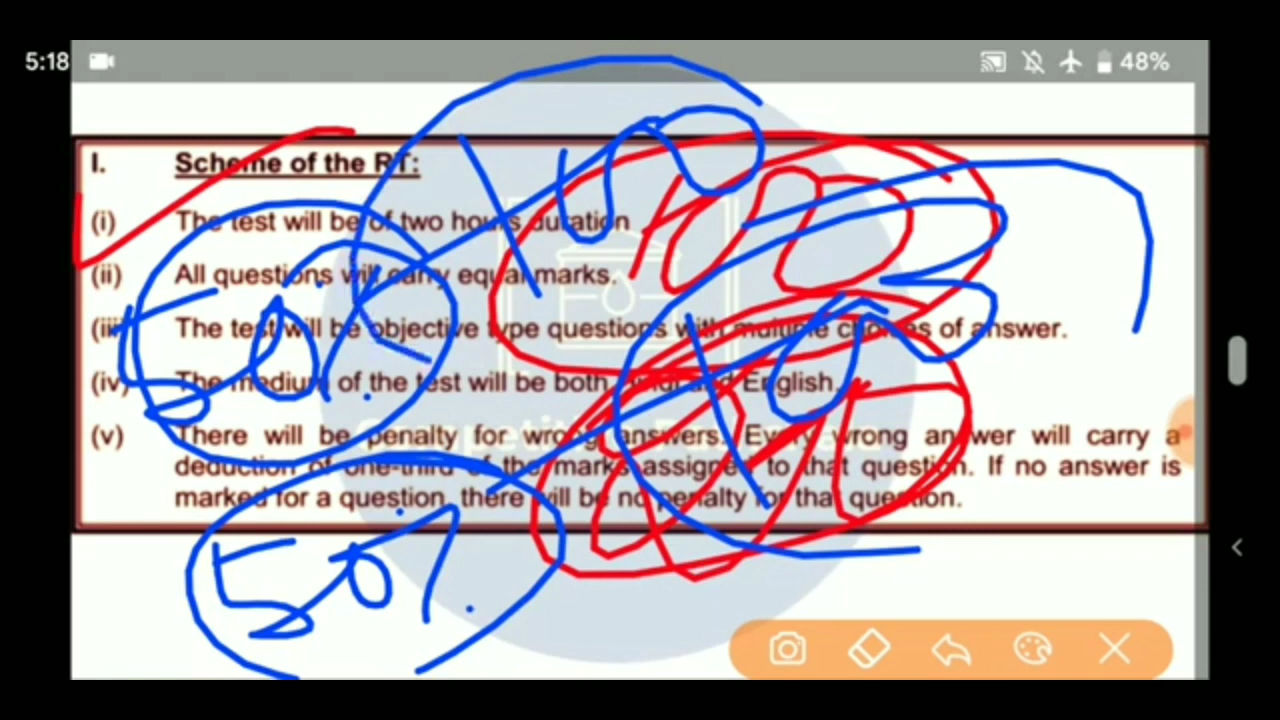 5:18 48%
I. Scheme of the RT:
(i) The test will be of two hours duration
(ii) All questions will carry equal marks.
(iii) The test will be objective type questions with multiple choices of answer.
(iv) The medium of the test will be both Hindi and English.
(v) There will be penalty for wrong answers. Every wrong answer will carry a
deduction of one-third of the marks assigned to that question. If no answer is
marked for a question, there will be no penalty for that question.
50%
50%